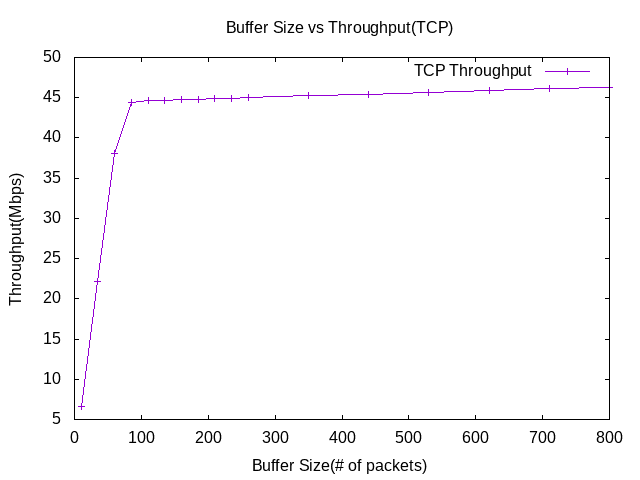 Buffer Size vs Throughput(TCP)
TCP Throughput
50
45
40
35
30
25
20
15
10
5
Throughput(Mbps)
0 100 200 300 400 500 600 700 800
Buffer Size(# of packets)